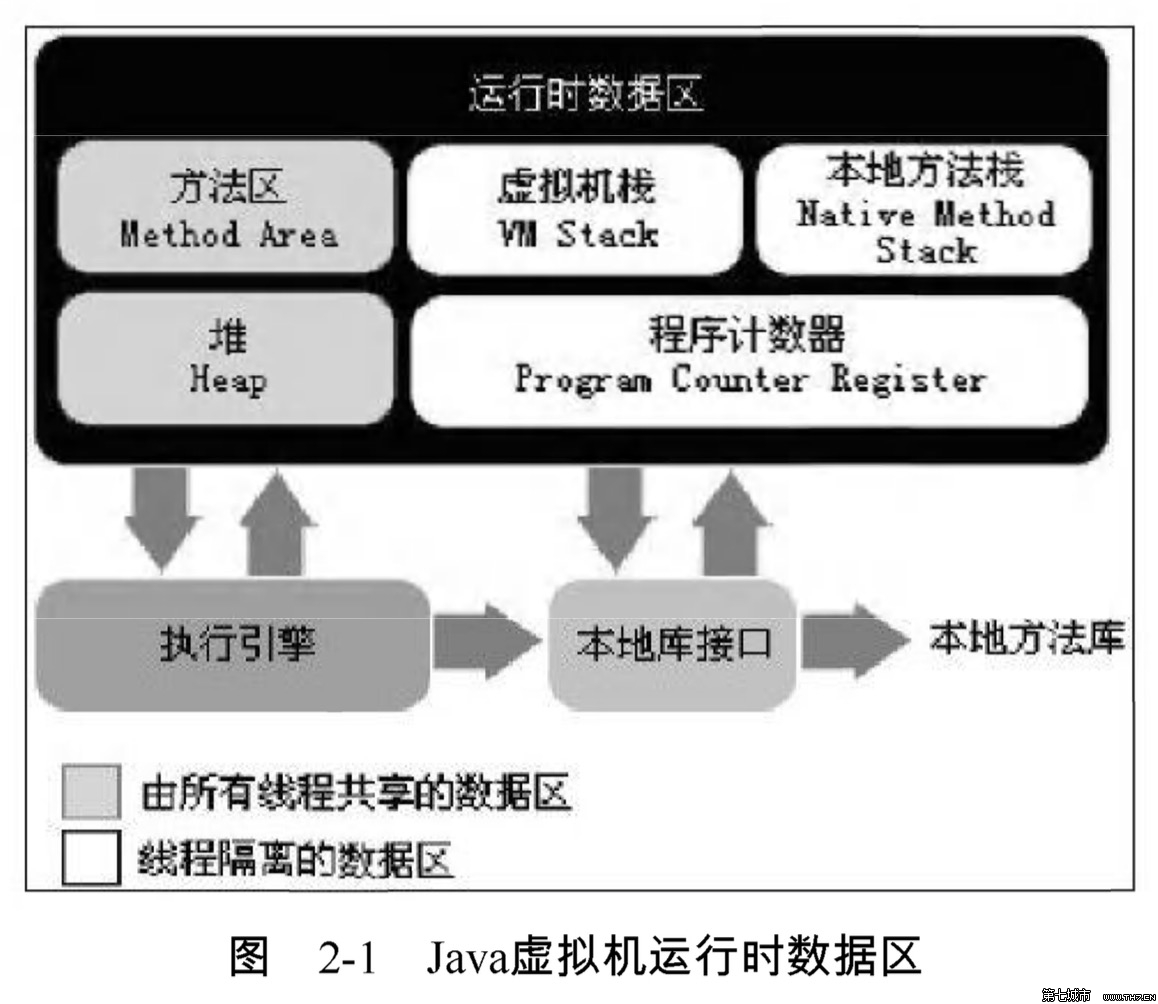 运行时数据区
方法区
Method Area
虚拟机栈
VM Stack
本地方法栈
Native Method
Stack
堆
Heap
程序计数器
Program Counter Register
执行引擎
本地库接口
本地方法库
由所有线程共享的数据区
线程隔离的数据区
图 2-1 Java虚拟机运行时数据区
第七城市 www.TH7.CN